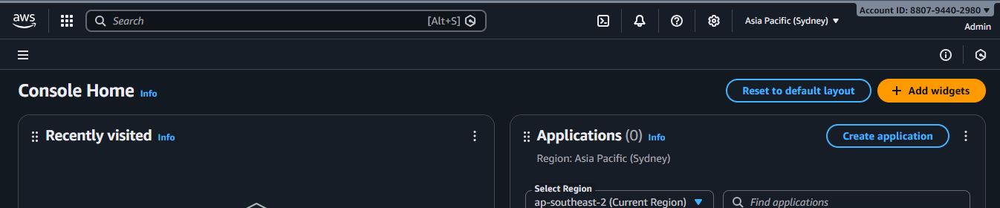 aws
Search [Alt+S]
Asia Pacific (Sydney)
Account ID: 8807-9440-2980
Admin
Console Home Info
Reset to default layout
Add widgets
Recently visited Info
Applications (0) Info
Create application
Region: Asia Pacific (Sydney)
Select Region
ap-southeast-2 (Current Region)
Find applications